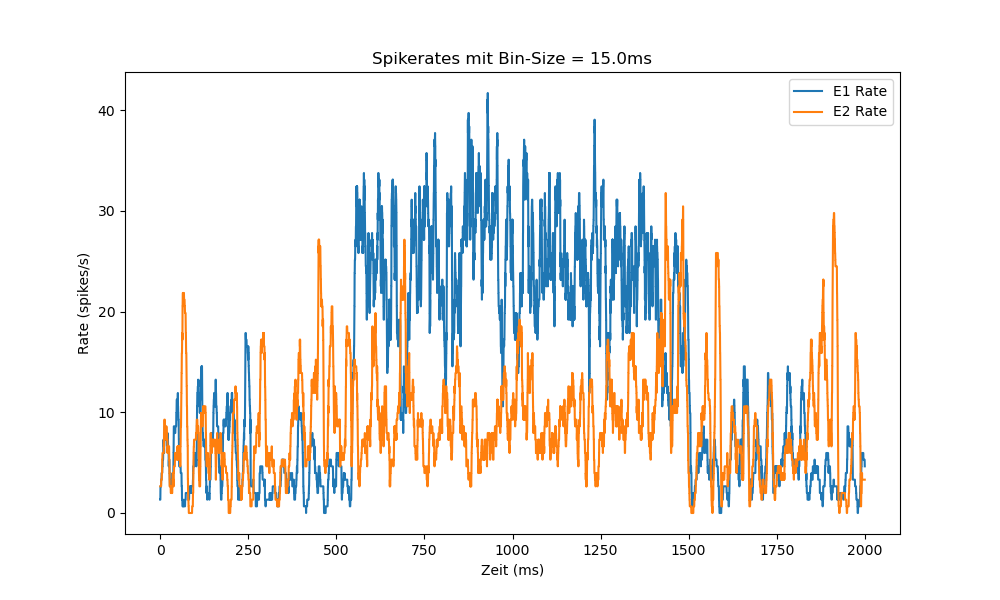 Spikerates mit Bin-Size = 15.0ms
E1 Rate
E2 Rate
Rate (spikes/s)
40
30
20
10
0
0 250 500 750 1000 1250 1500 1750 2000
Zeit (ms)